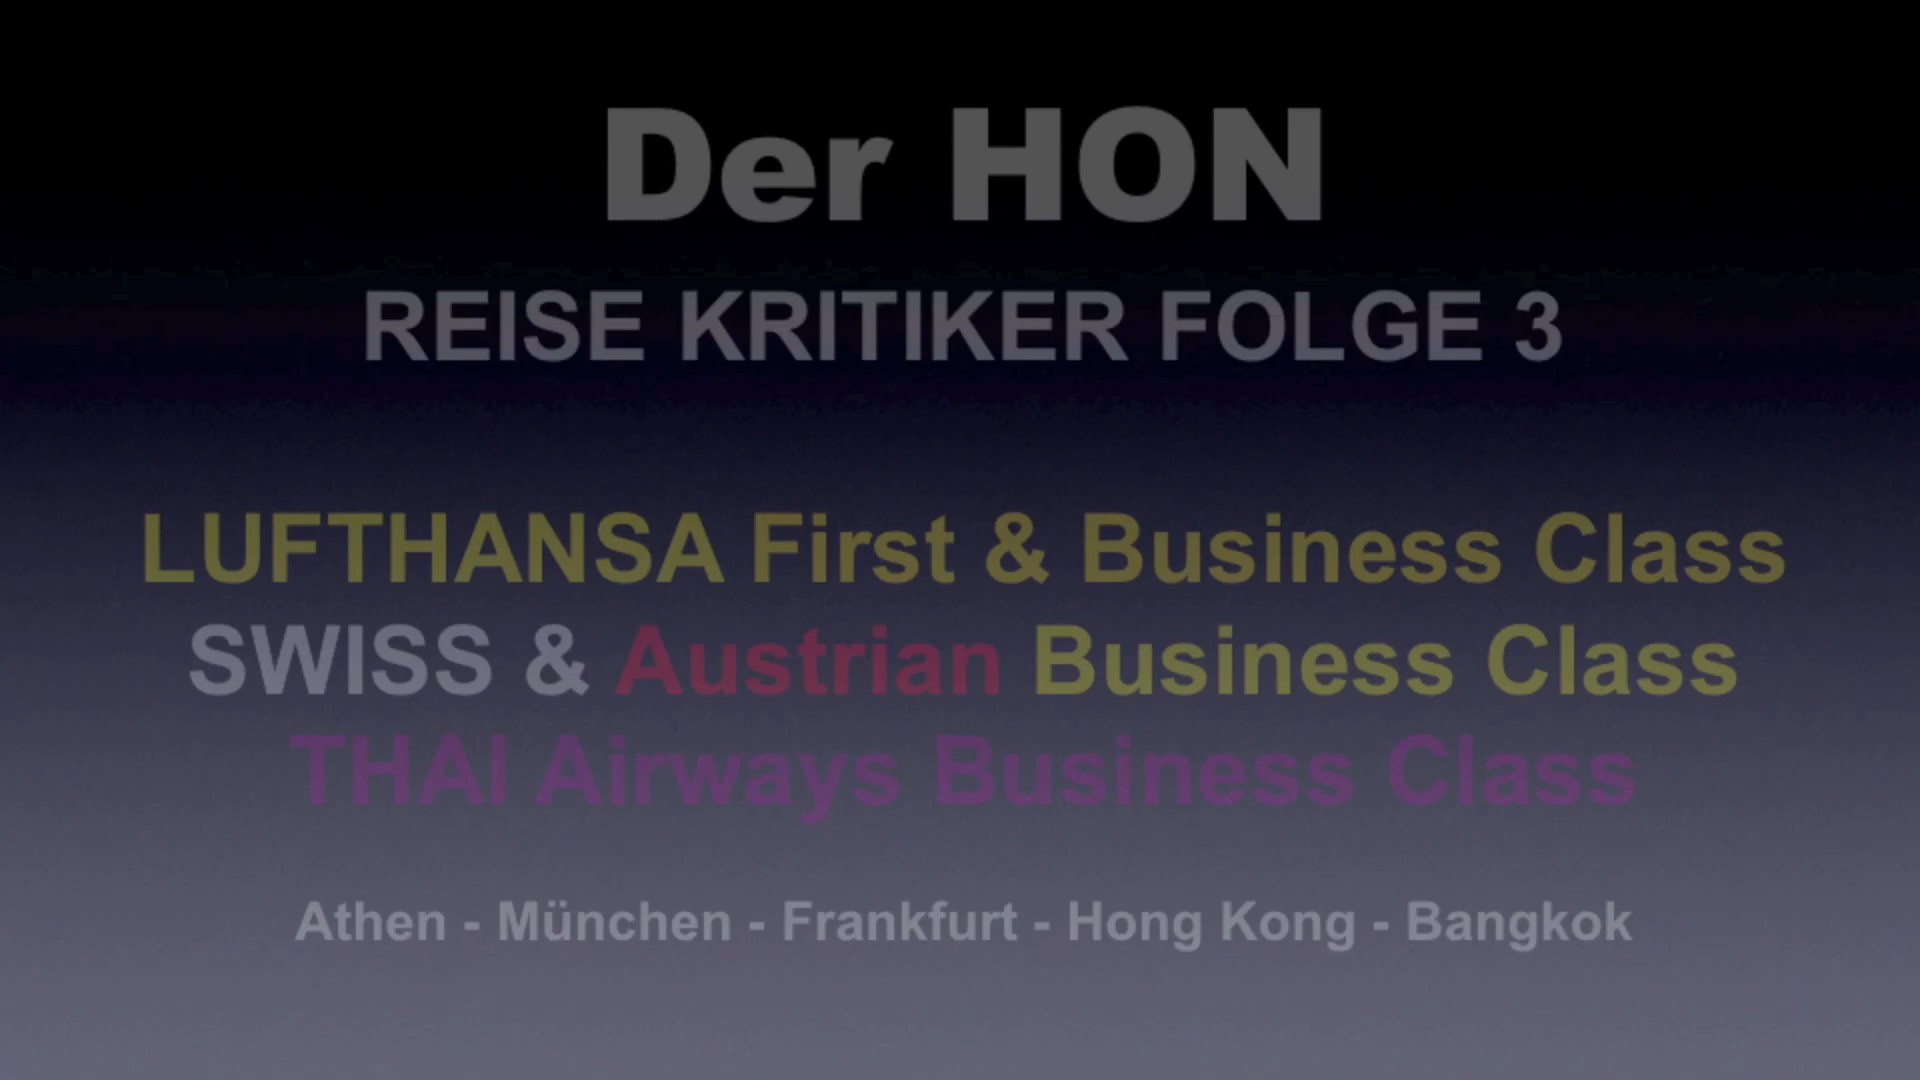 Der HON
REISE KRITIKER FOLGE 3
LUFTHANSA First & Business Class
SWISS & Austrian Business Class
THAI Airways Business Class
Athen - München - Frankfurt - Hong Kong - Bangkok